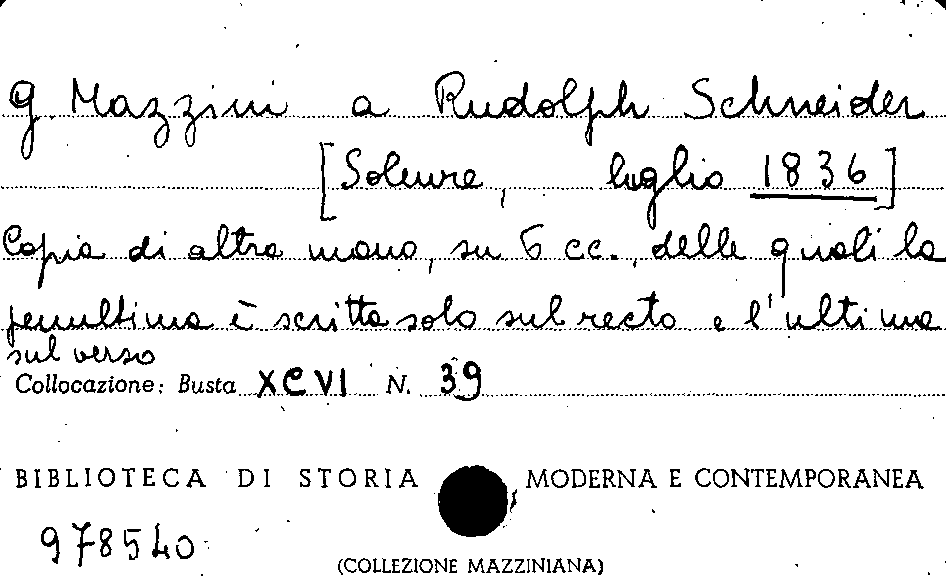 G. Mazzini a Rudolph Schneider
[Soleure, luglio 1836]
Copia di altra mano, su 6 cc., delle quali la
penultima è scritta solo sul recto e l'ultima
sul verso
Collocazione: Busta XCVI N. 39
BIBLIOTECA DI STORIA MODERNA E CONTEMPORANEA
978540
(COLLEZIONE MAZZINIANA)